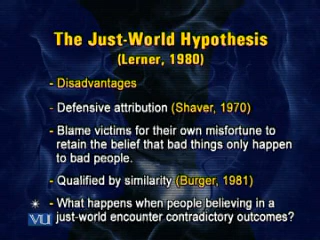 The Just-World Hypothesis
(Lerner, 1980)
- Disadvantages
- Defensive attribution (Shaver, 1970)
- Blame victims for their own misfortune to
retain the belief that bad things only happen
to bad people.
- Qualified by similarity (Burger, 1981)
- What happens when people believing in a
just-world encounter contradictory outcomes?
VU